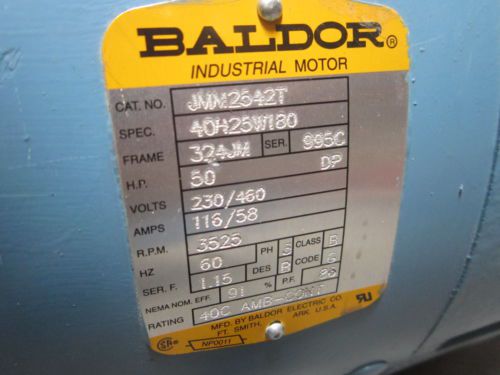 BALDOR®
INDUSTRIAL MOTOR
CAT. NO. JMM2542T
SPEC. 40H25W180
FRAME 324JM SER. 995C
H.P. 50 DP
VOLTS 230/460
AMPS 116/58
R.P.M. 3525
HZ 60 PH 3 CLASS B
SER. F. 1.15 DES B CODE G
NEMA NOM. EFF 91 % P.F. 86
RATING 40C AMB-CONT
MFD. BY BALDOR ELECTRIC CO.
FT. SMITH, ARK, U.S.A.
NP0011